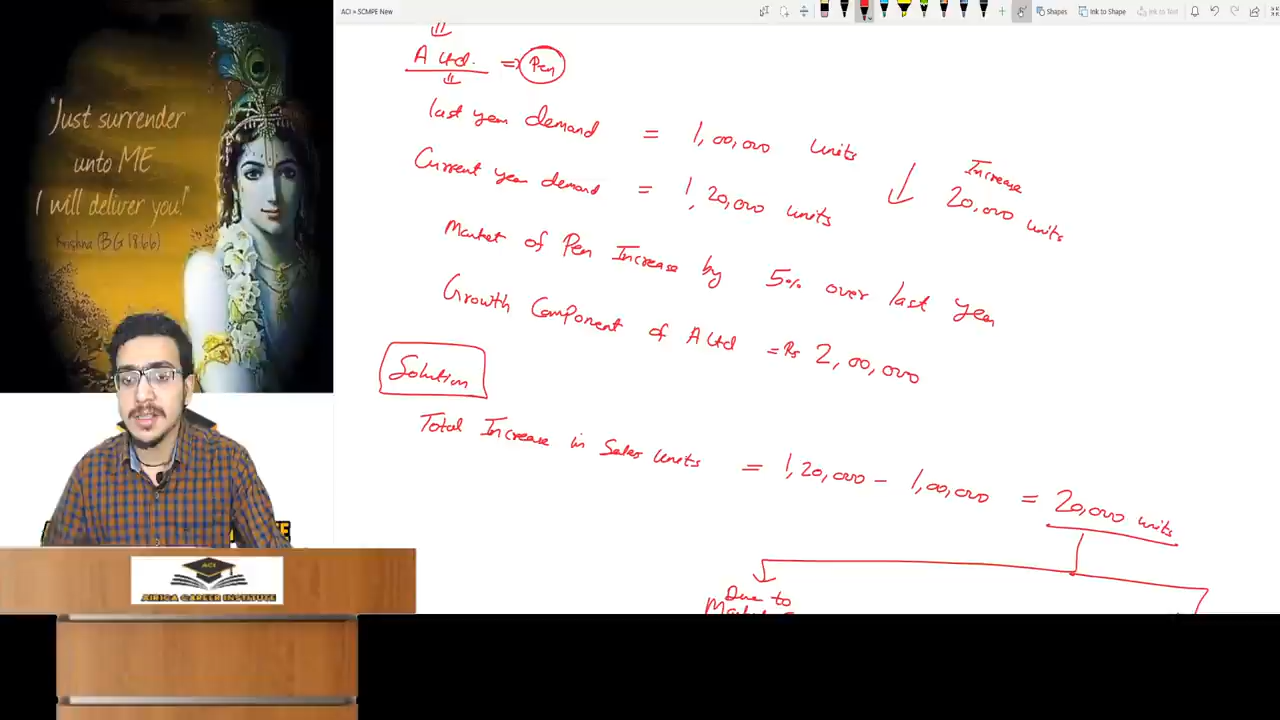 ACI > SCMPE New
Shapes
Ink to Shape
Ink to Text
"Just surrender
unto ME
I will deliver you!"
Krishna (BG 18:66)
A Ltd. => Pen
last year demand = 1,00,000 units
Current year demand = 1,20,000 units
Increase
20,000 units
Market of Pen Increase by 5% over last year
Growth Component of A Ltd = Rs 2,00,000
Solution
Total Increase in Sales Units = 1,20,000 - 1,00,000 = 20,000 units
Due to
ACI
AIRICA CAREER INSTITUTE